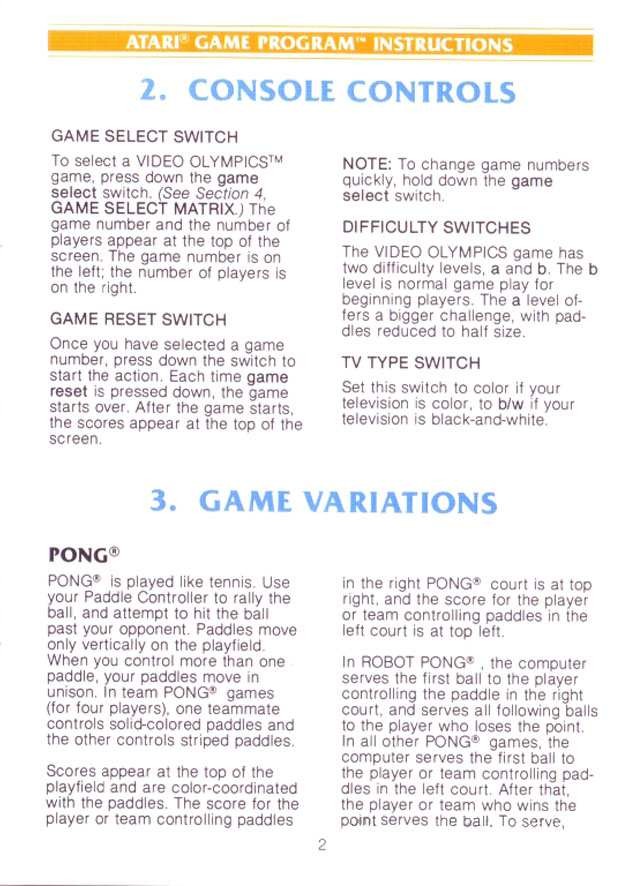 ATARI® GAME PROGRAM™ INSTRUCTIONS
2. CONSOLE CONTROLS
GAME SELECT SWITCH
To select a VIDEO OLYMPICS™
game, press down the game
select switch. (See Section 4,
GAME SELECT MATRIX.) The
game number and the number of
players appear at the top of the
screen. The game number is on
the left; the number of players is
on the right.
GAME RESET SWITCH
Once you have selected a game
number, press down the switch to
start the action. Each time game
reset is pressed down, the game
starts over. After the game starts,
the scores appear at the top of the
screen.
NOTE: To change game numbers
quickly, hold down the game
select switch.
DIFFICULTY SWITCHES
The VIDEO OLYMPICS game has
two difficulty levels, a and b. The b
level is normal game play for
beginning players. The a level of-
fers a bigger challenge, with pad-
dles reduced to half size.
TV TYPE SWITCH
Set this switch to color if your
television is color, to b/w if your
television is black-and-white.
3. GAME VARIATIONS
PONG®
PONG® is played like tennis. Use
your Paddle Controller to rally the
ball, and attempt to hit the ball
past your opponent. Paddles move
only vertically on the playfield.
When you control more than one
paddle, your paddles move in
unison. In team PONG® games
(for four players), one teammate
controls solid-colored paddles and
the other controls striped paddles.
Scores appear at the top of the
playfield and are color-coordinated
with the paddles. The score for the
player or team controlling paddles
in the right PONG® court is at top
right, and the score for the player
or team controlling paddles in the
left court is at top left.
In ROBOT PONG® , the computer
serves the first ball to the player
controlling the paddle in the right
court, and serves all following balls
to the player who loses the point.
In all other PONG® games, the
computer serves the first ball to
the player or team controlling pad-
dles in the left court. After that,
the player or team who wins the
point serves the ball. To serve,
2